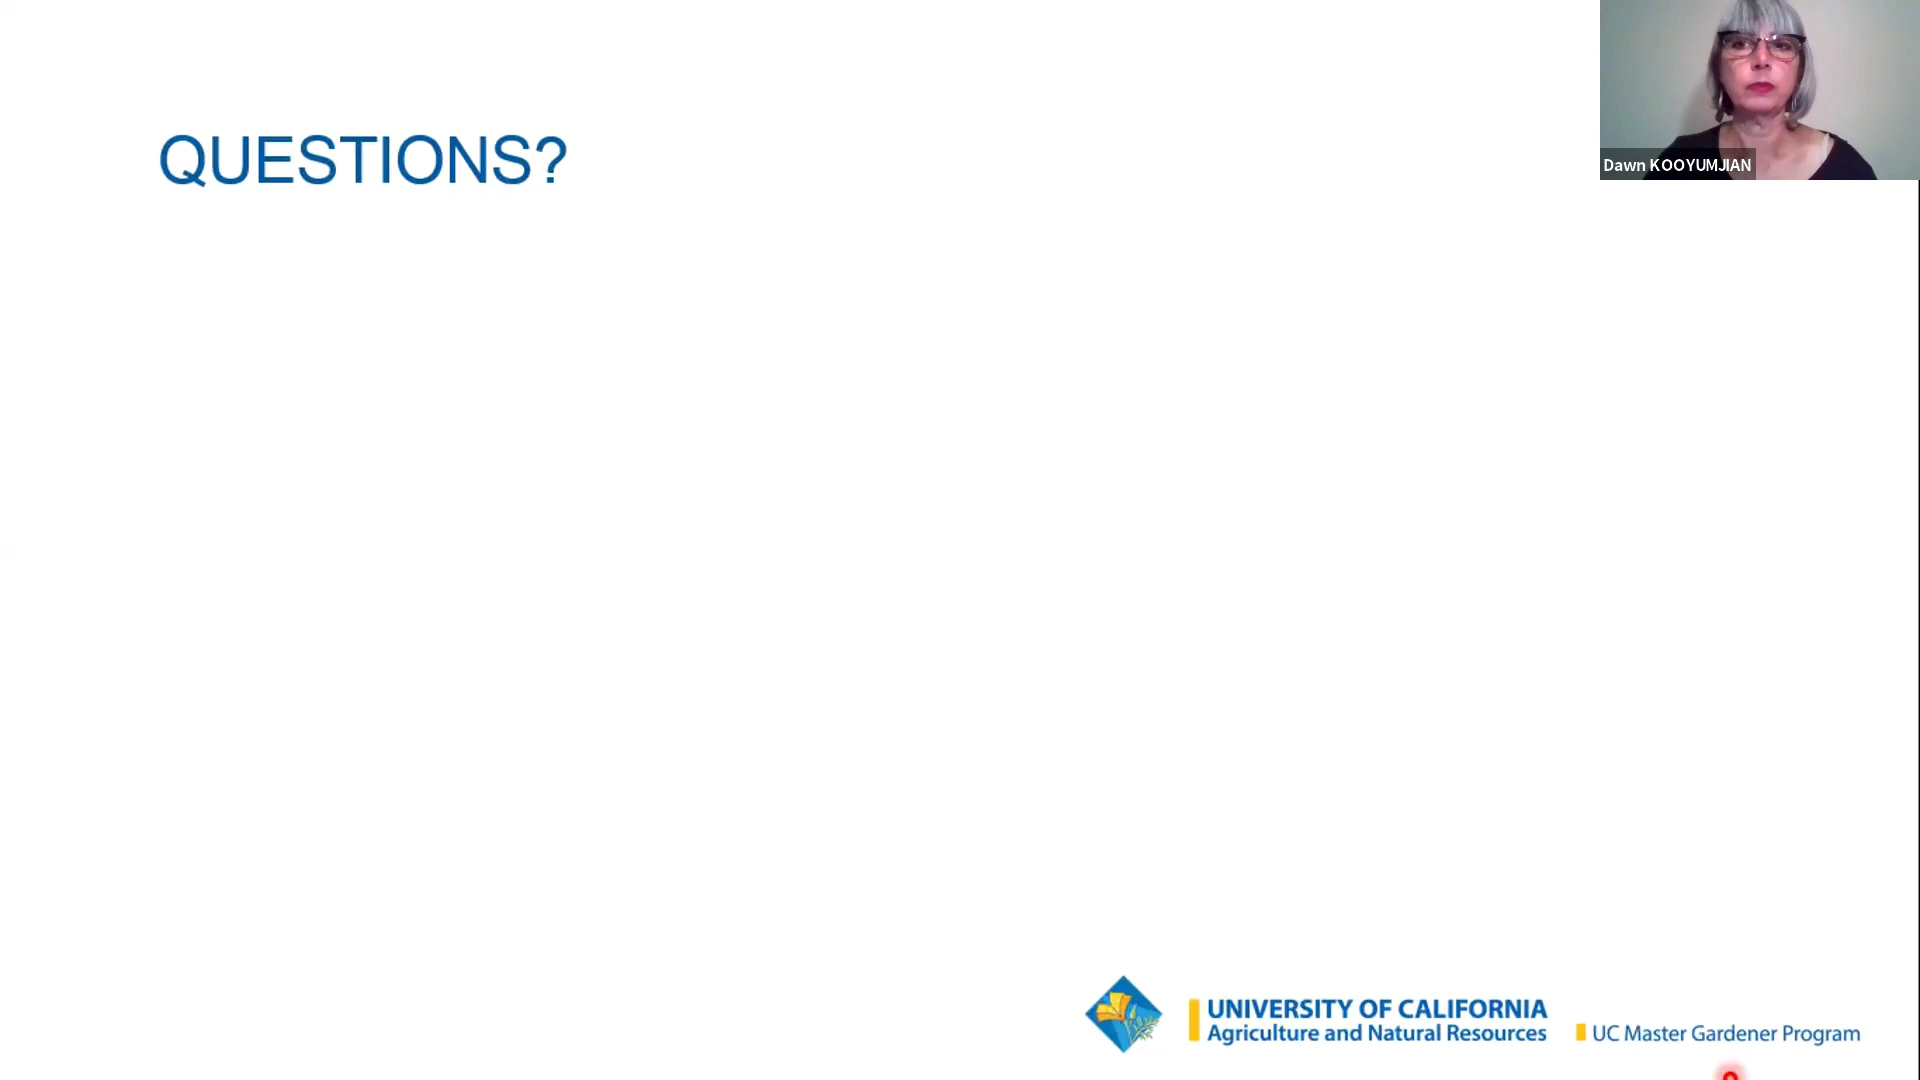 QUESTIONS?
Dawn KOOYUMJIAN
UNIVERSITY OF CALIFORNIA
Agriculture and Natural Resources
UC Master Gardener Program